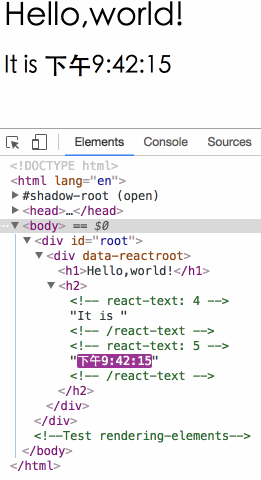 Hello,world!
It is 下午9:42:15
Elements Console Sources
<!DOCTYPE html>
<html lang="en">
#shadow-root (open)
<head>…</head>
<body> == $0
<div id="root">
<div data-reactroot>
<h1>Hello,world!</h1>
<h2>
<!-- react-text: 4 -->
"It is "
<!-- /react-text -->
<!-- react-text: 5 -->
"下午9:42:15"
<!-- /react-text -->
</h2>
</div>
</div>
<!--Test rendering-elements-->
</body>
</html>